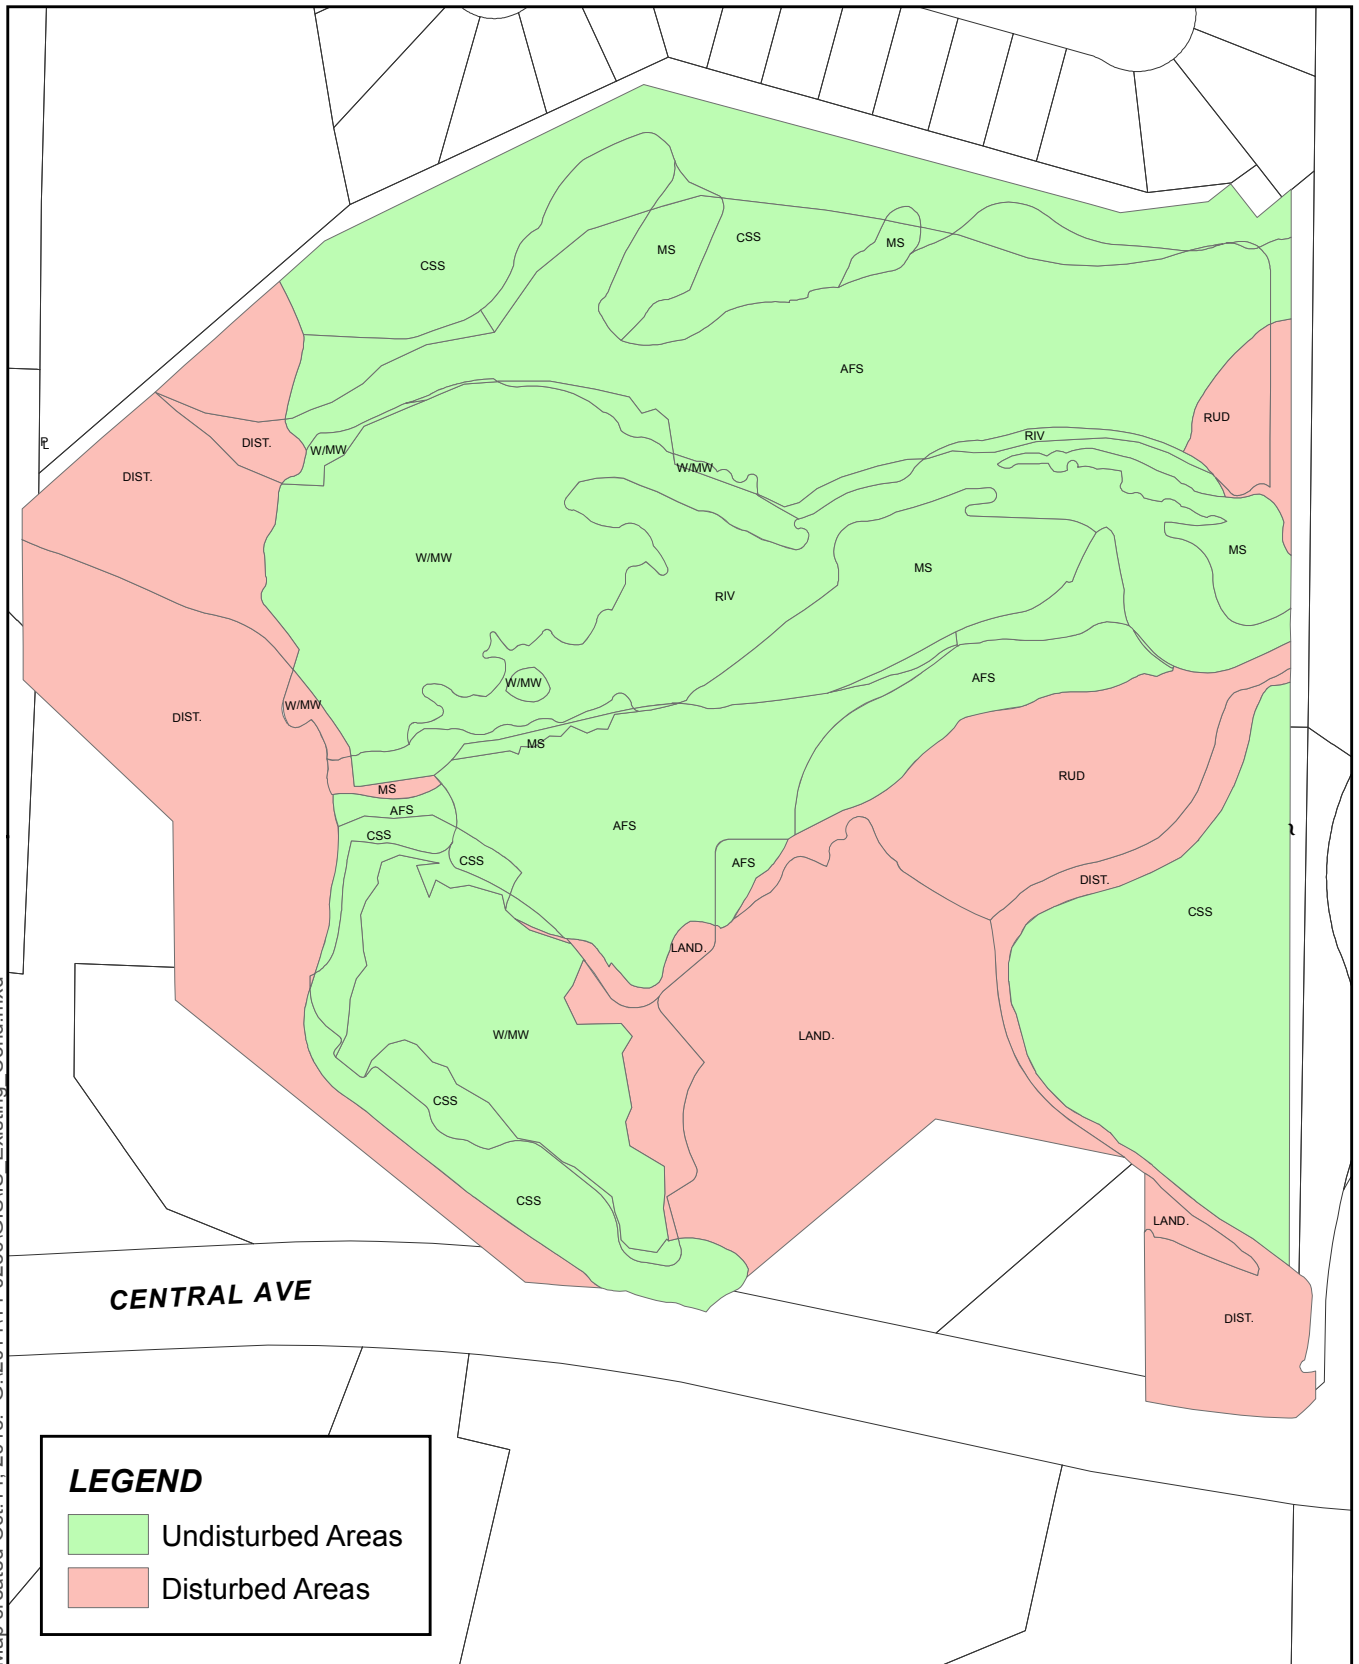 CSS
MS
CSS
MS
AFS
RUD
RIV
DIST.
W/MW
W/MW
DIST.
W/MW
MS
MS
RIV
AFS
W/MW
W/MW
DIST.
MS
RUD
MS
AFS
AFS
CSS
CSS
AFS
DIST.
CSS
LAND.
W/MW
LAND.
CSS
CSS
LAND.
DIST.
CENTRAL AVE
LEGEND
Undisturbed Areas
Disturbed Areas